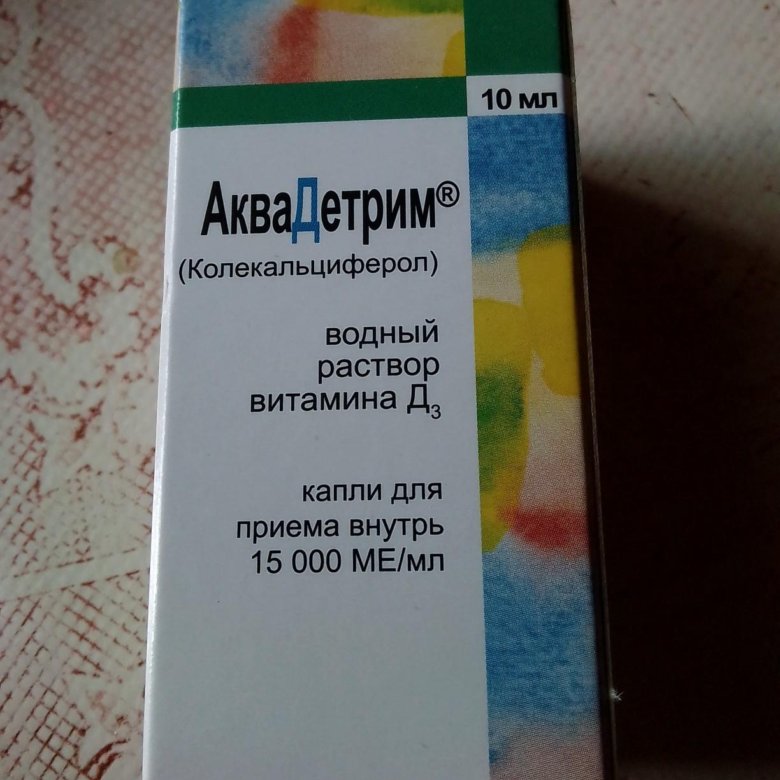 10 мл
АкваДетрим®
(Колекальциферол)
водный
раствор
витамина Д₃
капли для
приема внутрь
15 000 МЕ/мл